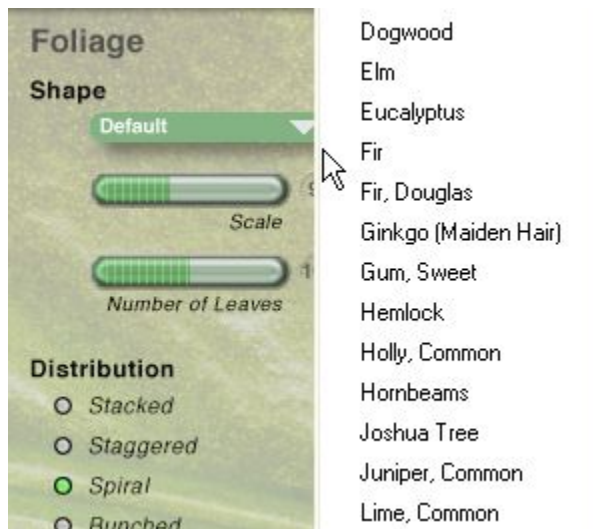 Foliage
Shape
Default
Scale
Number of Leaves
Distribution
Stacked
Staggered
Spiral
Bunched
Dogwood
Elm
Eucalyptus
Fir
Fir, Douglas
Ginkgo (Maiden Hair)
Gum, Sweet
Hemlock
Holly, Common
Hornbeams
Joshua Tree
Juniper, Common
Lime, Common